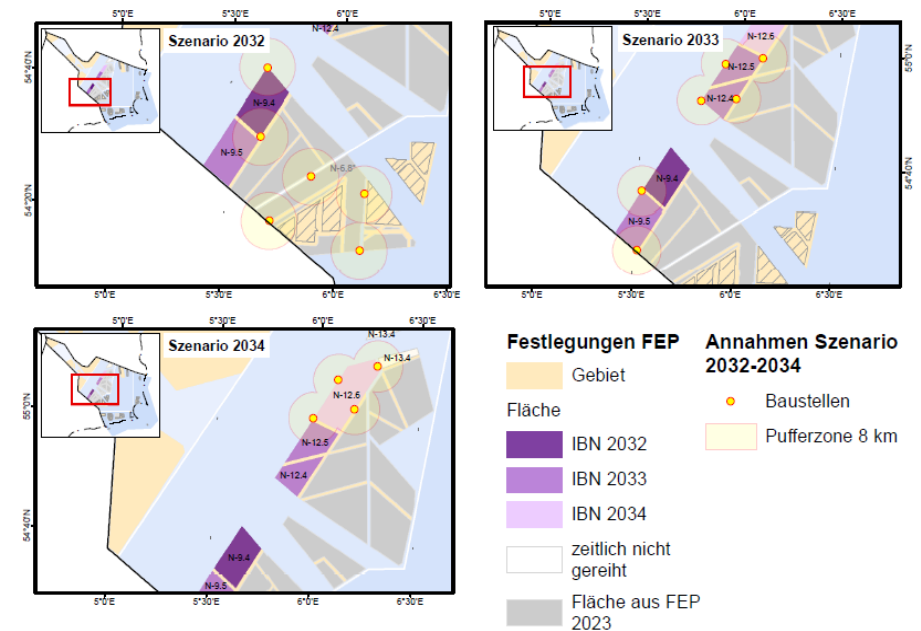 5°0'E 5°30'E 6°0'E
Szenario 2032
N-12.4
54°40'N
N-9.4
N-9.5
N-6.8*
54°20'N
5°0'E 5°30'E 6°0'E 6°30'E
5°30'E 6°0'E 6°30'E
Szenario 2033
N-12.6
55°0'N
N-12.5
N-12.4
54°40'N
N-9.4
N-9.5
5°0'E 5°30'E 6°0'E 6°30'E
5°0'E 5°30'E 6°0'E 6°30'E
Szenario 2034
N-13.4
N-13.4
55°0'N
N-12.6
N-12.5
N-12.4
54°40'N
N-9.4
N-9.5
5°0'E 5°30'E 6°0'E 6°30'E
Festlegungen FEP
Gebiet
Fläche
IBN 2032
IBN 2033
IBN 2034
zeitlich nicht
gereiht
Fläche aus FEP
2023
Annahmen Szenario
2032-2034
Baustellen
Pufferzone 8 km